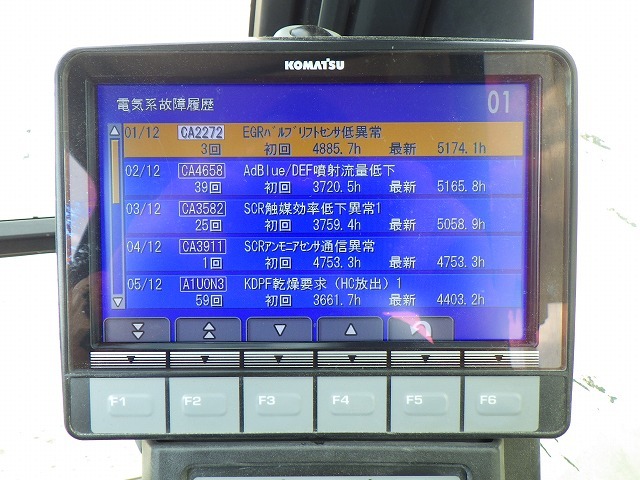 KOMATSU
電気系故障履歴 01
01/12 CA2272 EGRバルブリフトセンサ低異常
3回 初回 4885.7h 最新 5174.1h
02/12 CA4658 AdBlue/DEF噴射流量低下
39回 初回 3720.5h 最新 5165.8h
03/12 CA3582 SCR触媒効率低下異常1
25回 初回 3759.4h 最新 5058.9h
04/12 CA3911 SCRアンモニアセンサ通信異常
1回 初回 4753.3h 最新 4753.3h
05/12 A1U0N3 KDPF乾燥要求（HC放出）1
59回 初回 3661.7h 最新 4403.2h
F1 F2 F3 F4 F5 F6